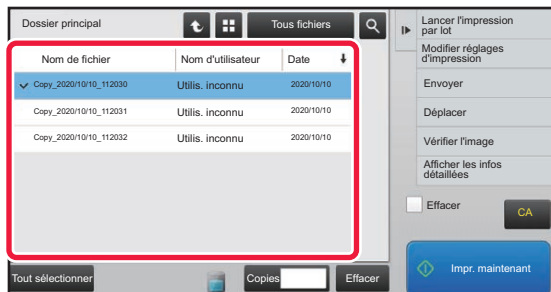 Dossier principal
Tous fichiers
Nom de fichier Nom d'utilisateur Date
Copy_2020/10/10_112030 Utilis. inconnu 2020/10/10
Copy_2020/10/10_112031 Utilis. inconnu 2020/10/10
Copy_2020/10/10_112032 Utilis. inconnu 2020/10/10
Tout sélectionner
Copies
Effacer
Lancer l'impression
par lot
Modifier réglages
d'impression
Envoyer
Déplacer
Vérifier l'image
Afficher les infos
détaillées
Effacer
CA
Impr. maintenant